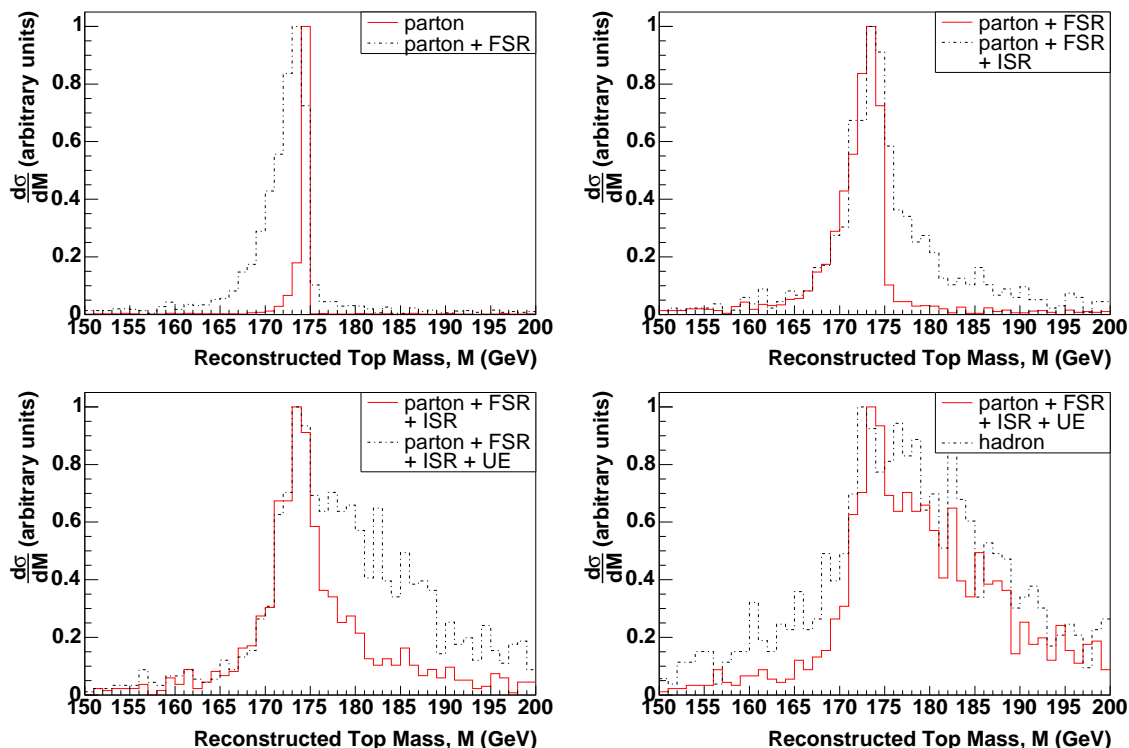 dσ/dM (arbitrary units)
1
0.8
0.6
0.4
0.2
0
parton
parton + FSR
150 155 160 165 170 175 180 185 190 195 200
Reconstructed Top Mass, M (GeV)
dσ/dM (arbitrary units)
1
0.8
0.6
0.4
0.2
0
parton + FSR
parton + FSR
+ ISR
150 155 160 165 170 175 180 185 190 195 200
Reconstructed Top Mass, M (GeV)
dσ/dM (arbitrary units)
1
0.8
0.6
0.4
0.2
0
parton + FSR
+ ISR
parton + FSR
+ ISR + UE
150 155 160 165 170 175 180 185 190 195 200
Reconstructed Top Mass, M (GeV)
dσ/dM (arbitrary units)
1
0.8
0.6
0.4
0.2
0
parton + FSR
+ ISR + UE
hadron
150 155 160 165 170 175 180 185 190 195 200
Reconstructed Top Mass, M (GeV)